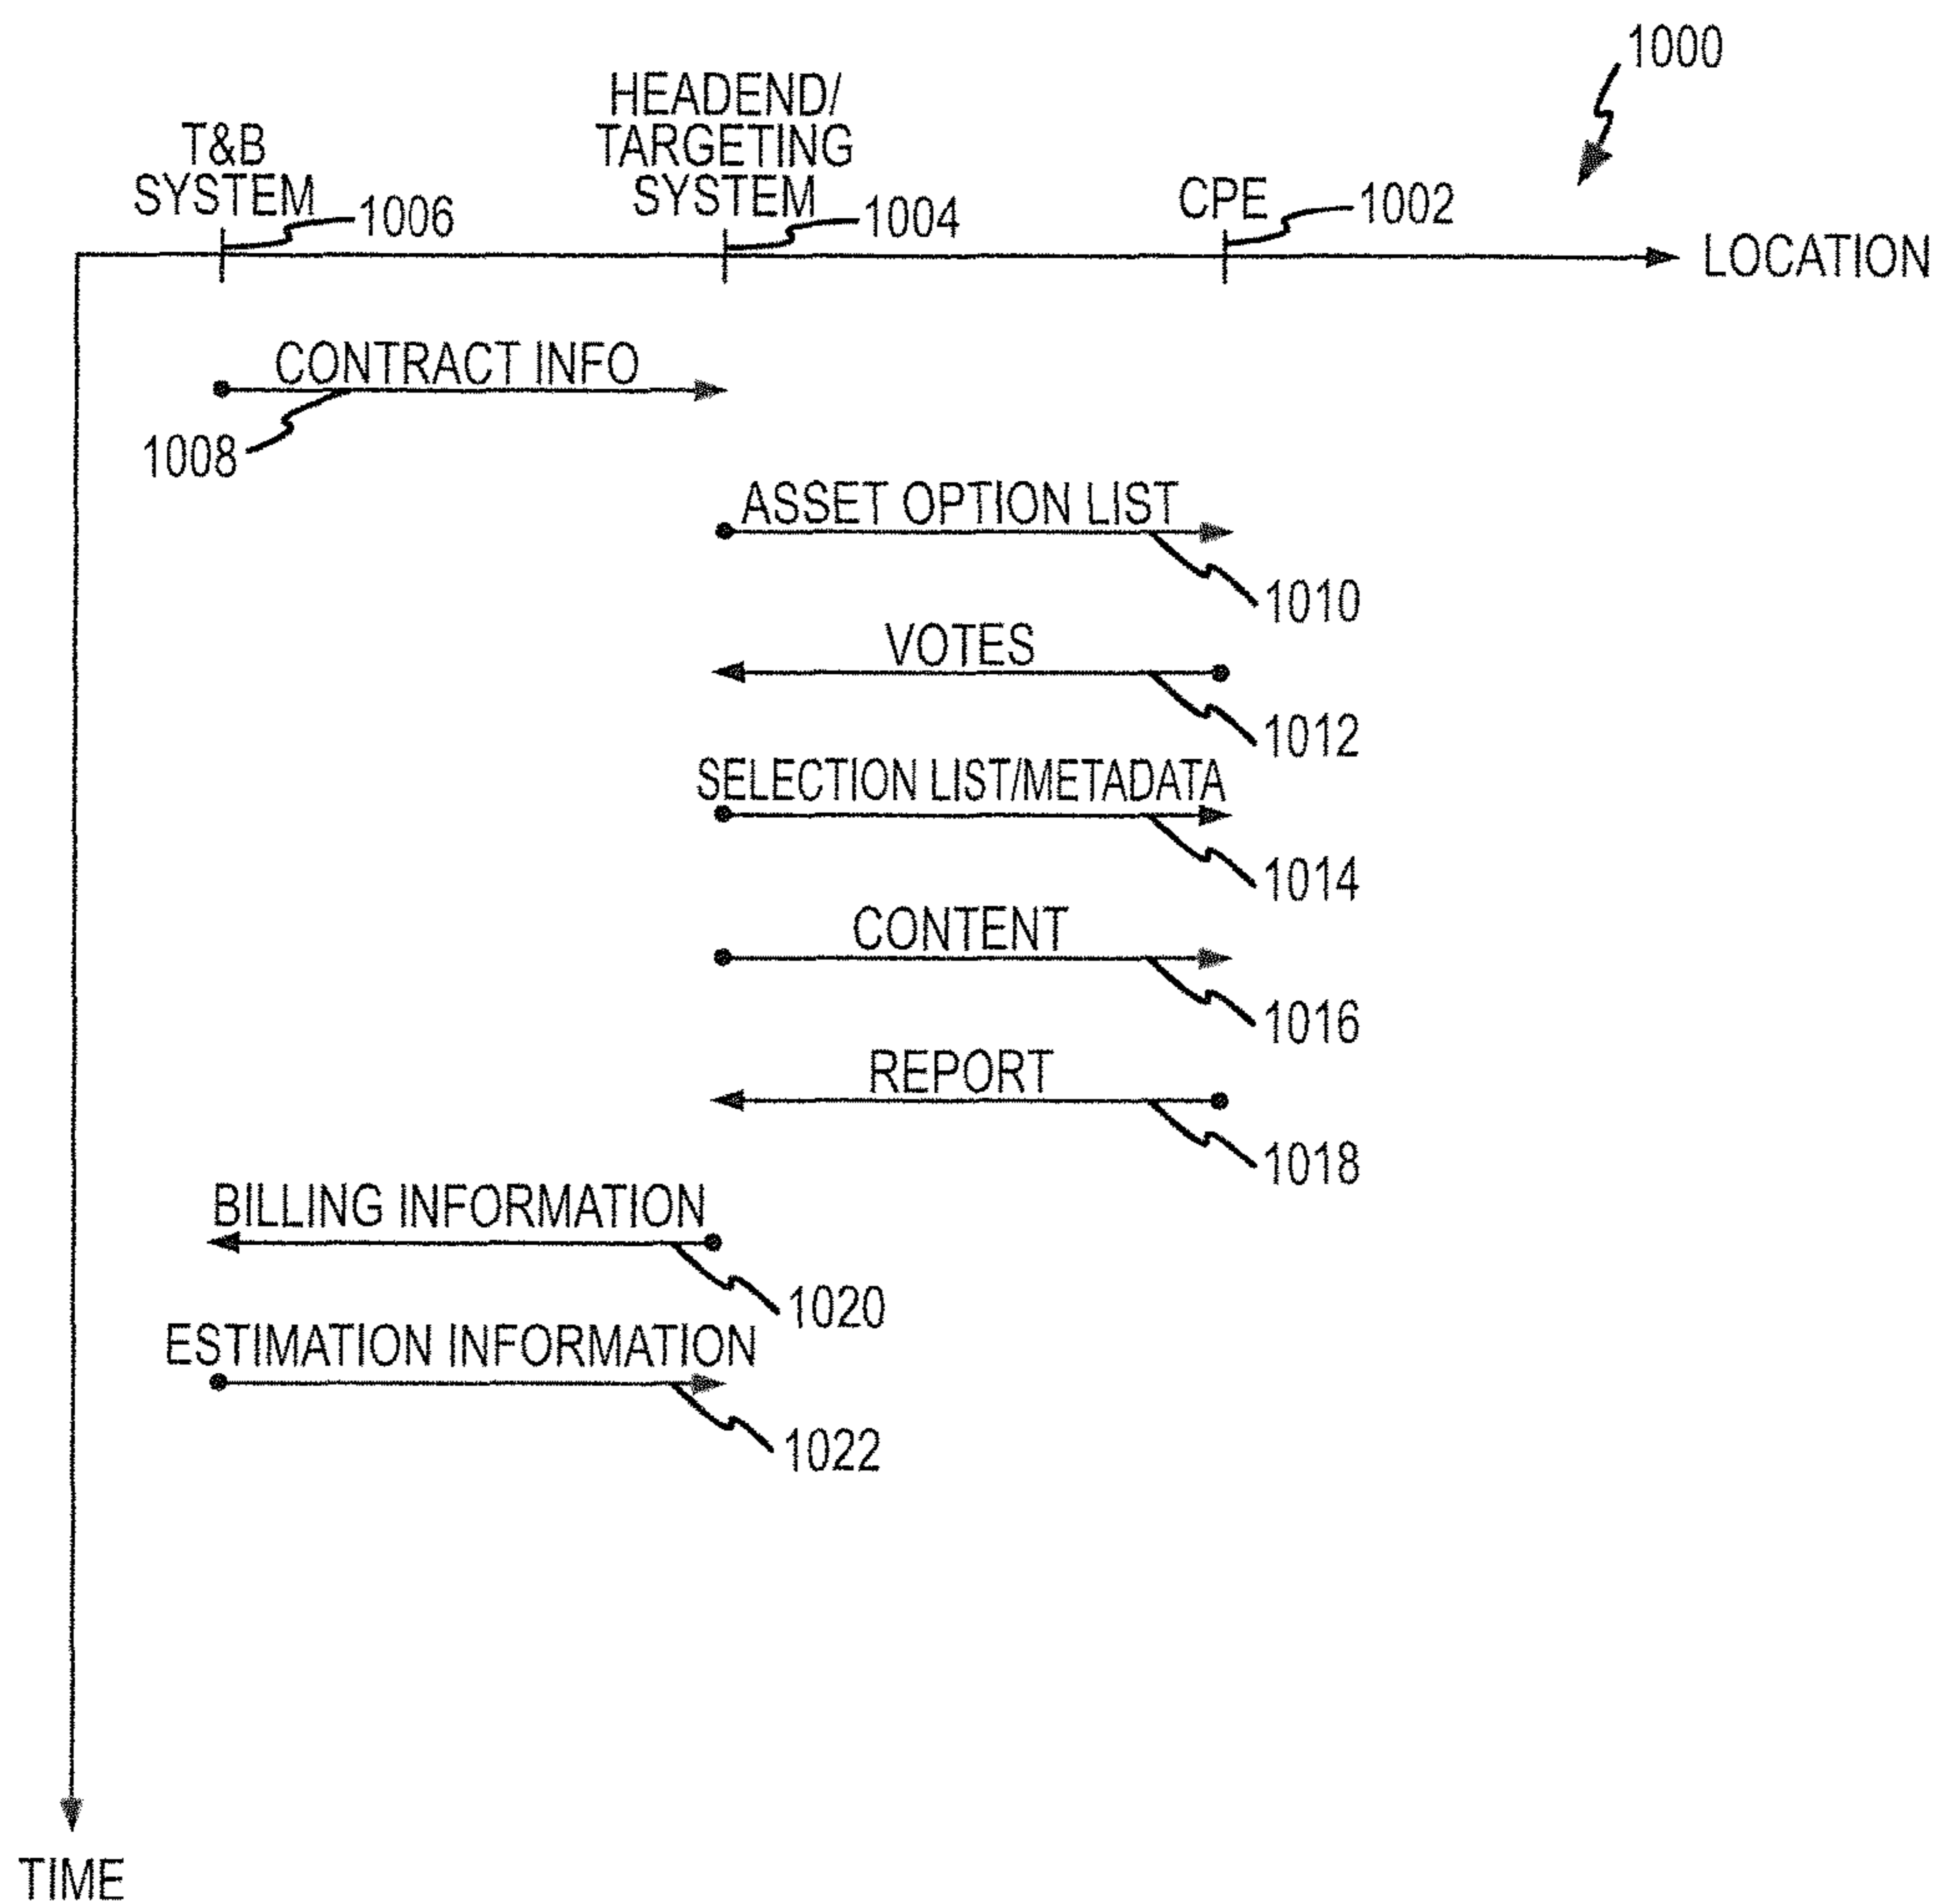 1000
HEADEND/
TARGETING
SYSTEM
T&B
SYSTEM
CPE
1006
1004
1002
LOCATION
CONTRACT INFO
1008
ASSET OPTION LIST
1010
VOTES
1012
SELECTION LIST/METADATA
1014
CONTENT
1016
REPORT
1018
BILLING INFORMATION
1020
ESTIMATION INFORMATION
1022
TIME